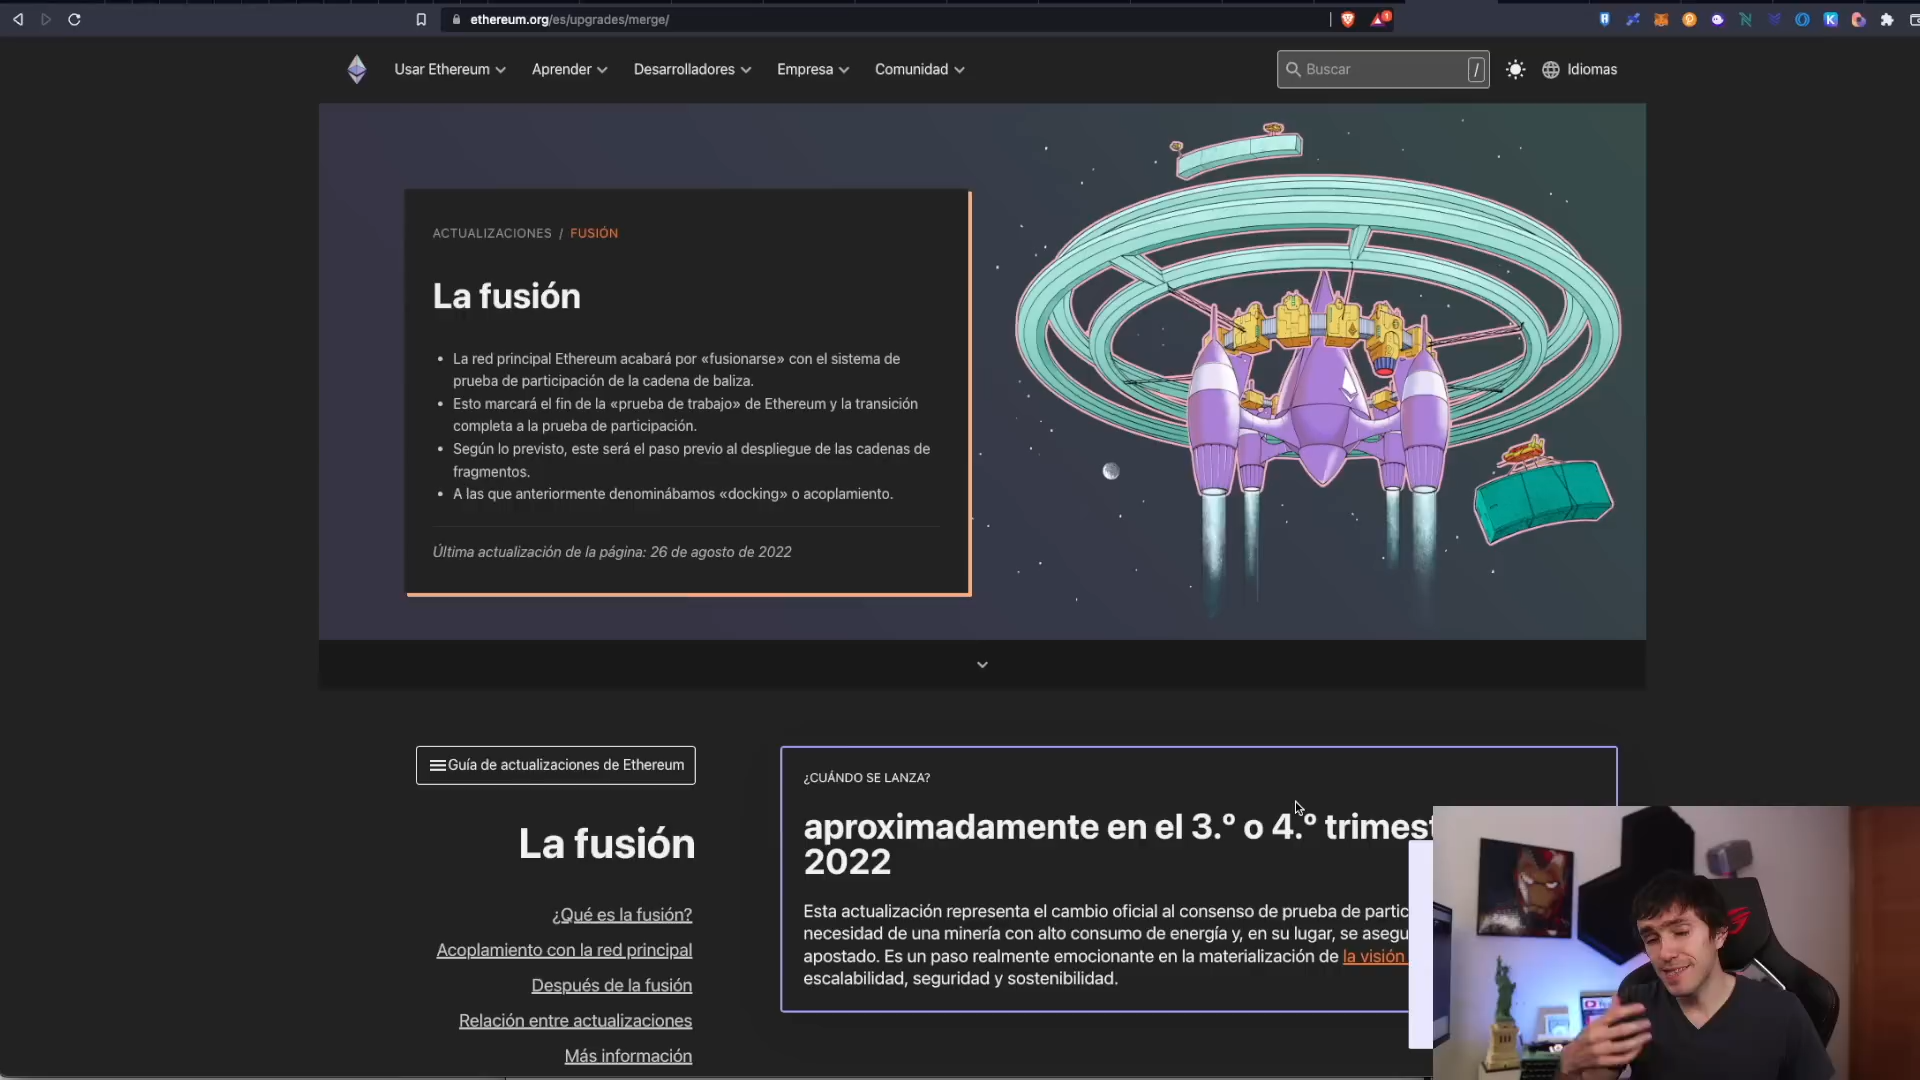 ethereum.org/es/upgrades/merge/
1
Usar Ethereum
Aprender
Desarrolladores
Empresa
Comunidad
Buscar
/
Idiomas
ACTUALIZACIONES / FUSIÓN
La fusión
• La red principal Ethereum acabará por «fusionarse» con el sistema de
prueba de participación de la cadena de baliza.
• Esto marcará el fin de la «prueba de trabajo» de Ethereum y la transición
completa a la prueba de participación.
• Según lo previsto, este será el paso previo al despliegue de las cadenas de
fragmentos.
• A las que anteriormente denominábamos «docking» o acoplamiento.
Última actualización de la página: 26 de agosto de 2022
Guía de actualizaciones de Ethereum
La fusión
¿Qué es la fusión?
Acoplamiento con la red principal
Después de la fusión
Relación entre actualizaciones
Más información
¿CUÁNDO SE LANZA?
aproximadamente en el 3.º o 4.º trimest
2022
Esta actualización representa el cambio oficial al consenso de prueba de partic
necesidad de una minería con alto consumo de energía y, en su lugar, se asegu
apostado. Es un paso realmente emocionante en la materialización de la visión
escalabilidad, seguridad y sostenibilidad.